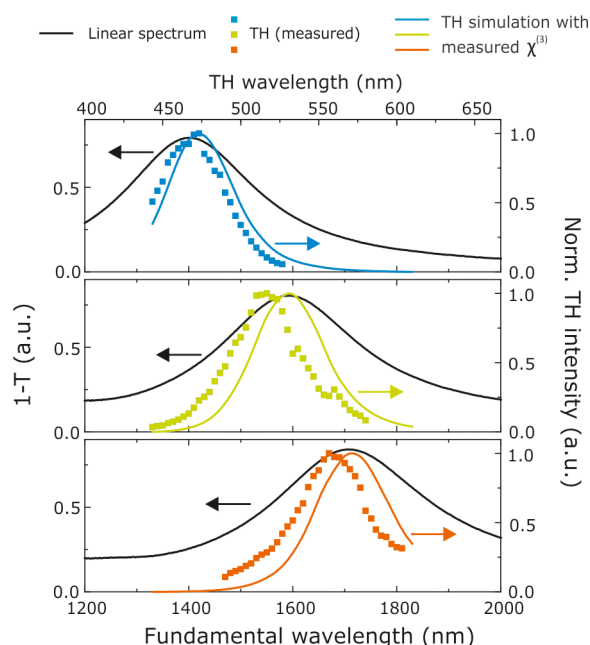 Linear spectrum
TH (measured)
TH simulation with
measured χ(3)
TH wavelength (nm)
400 450 500 550 600 650
0.5
0.0
1.0
0.5
0.0
0.5
0.0
1.0
0.5
0.0
0.5
0.0
1.0
0.5
0.0
1-T (a.u.)
Norm. TH intensity (a.u.)
1200 1400 1600 1800 2000
Fundamental wavelength (nm)